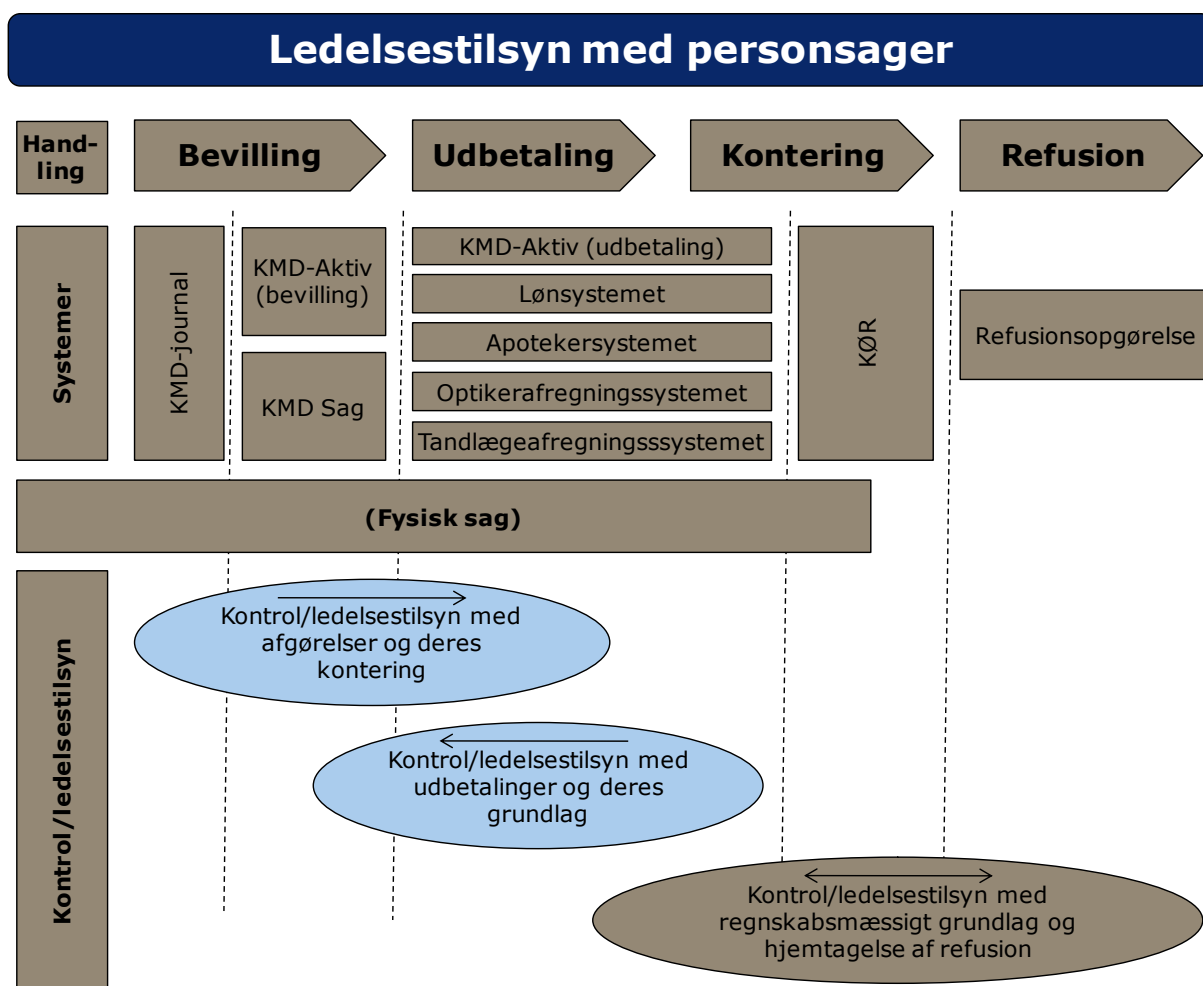 Ledelsestilsyn med personsager
Hand-
ling
Bevilling
Udbetaling
Kontering
Refusion
Systemer
KMD-journal
KMD-Aktiv
(bevilling)
KMD Sag
KMD-Aktiv (udbetaling)
Lønsystemet
Apotekersystemet
Optikerafregningssystemet
Tandlægeafregningsssystemet
KØR
Refusionsopgørelse
(Fysisk sag)
Kontrol/ledelsestilsyn
Kontrol/ledelsestilsyn med
afgørelser og deres
kontering
Kontrol/ledelsestilsyn med
udbetalinger og deres
grundlag
Kontrol/ledelsestilsyn med
regnskabsmæssigt grundlag og
hjemtagelse af refusion